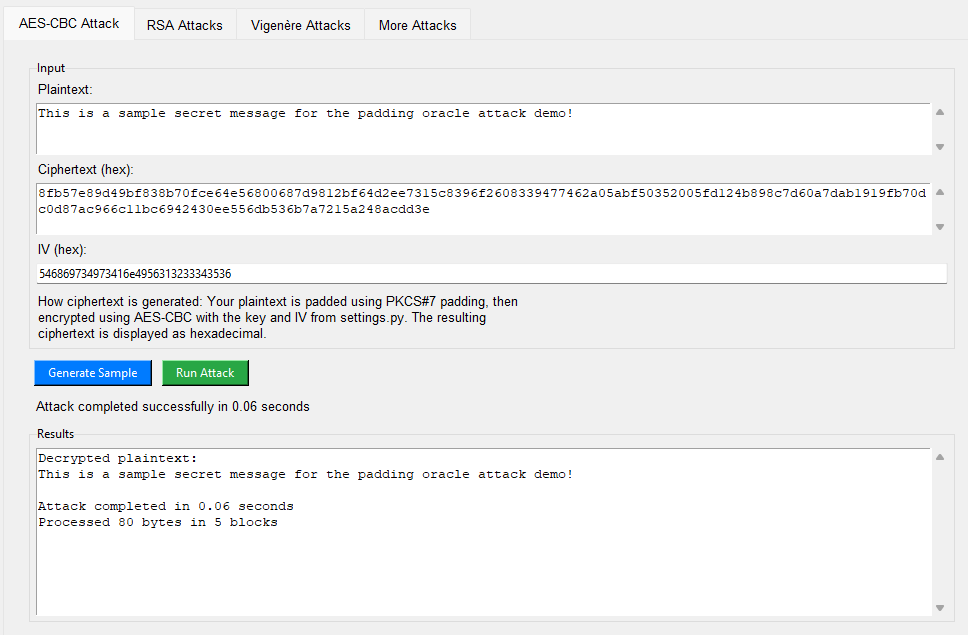 AES-CBC Attack
RSA Attacks
Vigenère Attacks
More Attacks
Input
Plaintext:
This is a sample secret message for the padding oracle attack demo!
Ciphertext (hex):
8fb57e89d49bf838b70fce64e56800687d9812bf64d2ee7315c8396f2608339477462a05abf50352005fd124b898c7d60a7dab1919fb70d
c0d87ac966c11bc6942430ee556db536b7a7215a248acdd3e
IV (hex):
546869734973416e4956313233343536
How ciphertext is generated: Your plaintext is padded using PKCS#7 padding, then
encrypted using AES-CBC with the key and IV from settings.py. The resulting
ciphertext is displayed as hexadecimal.
Generate Sample
Run Attack
Attack completed successfully in 0.06 seconds
Results
Decrypted plaintext:
This is a sample secret message for the padding oracle attack demo!
Attack completed in 0.06 seconds
Processed 80 bytes in 5 blocks